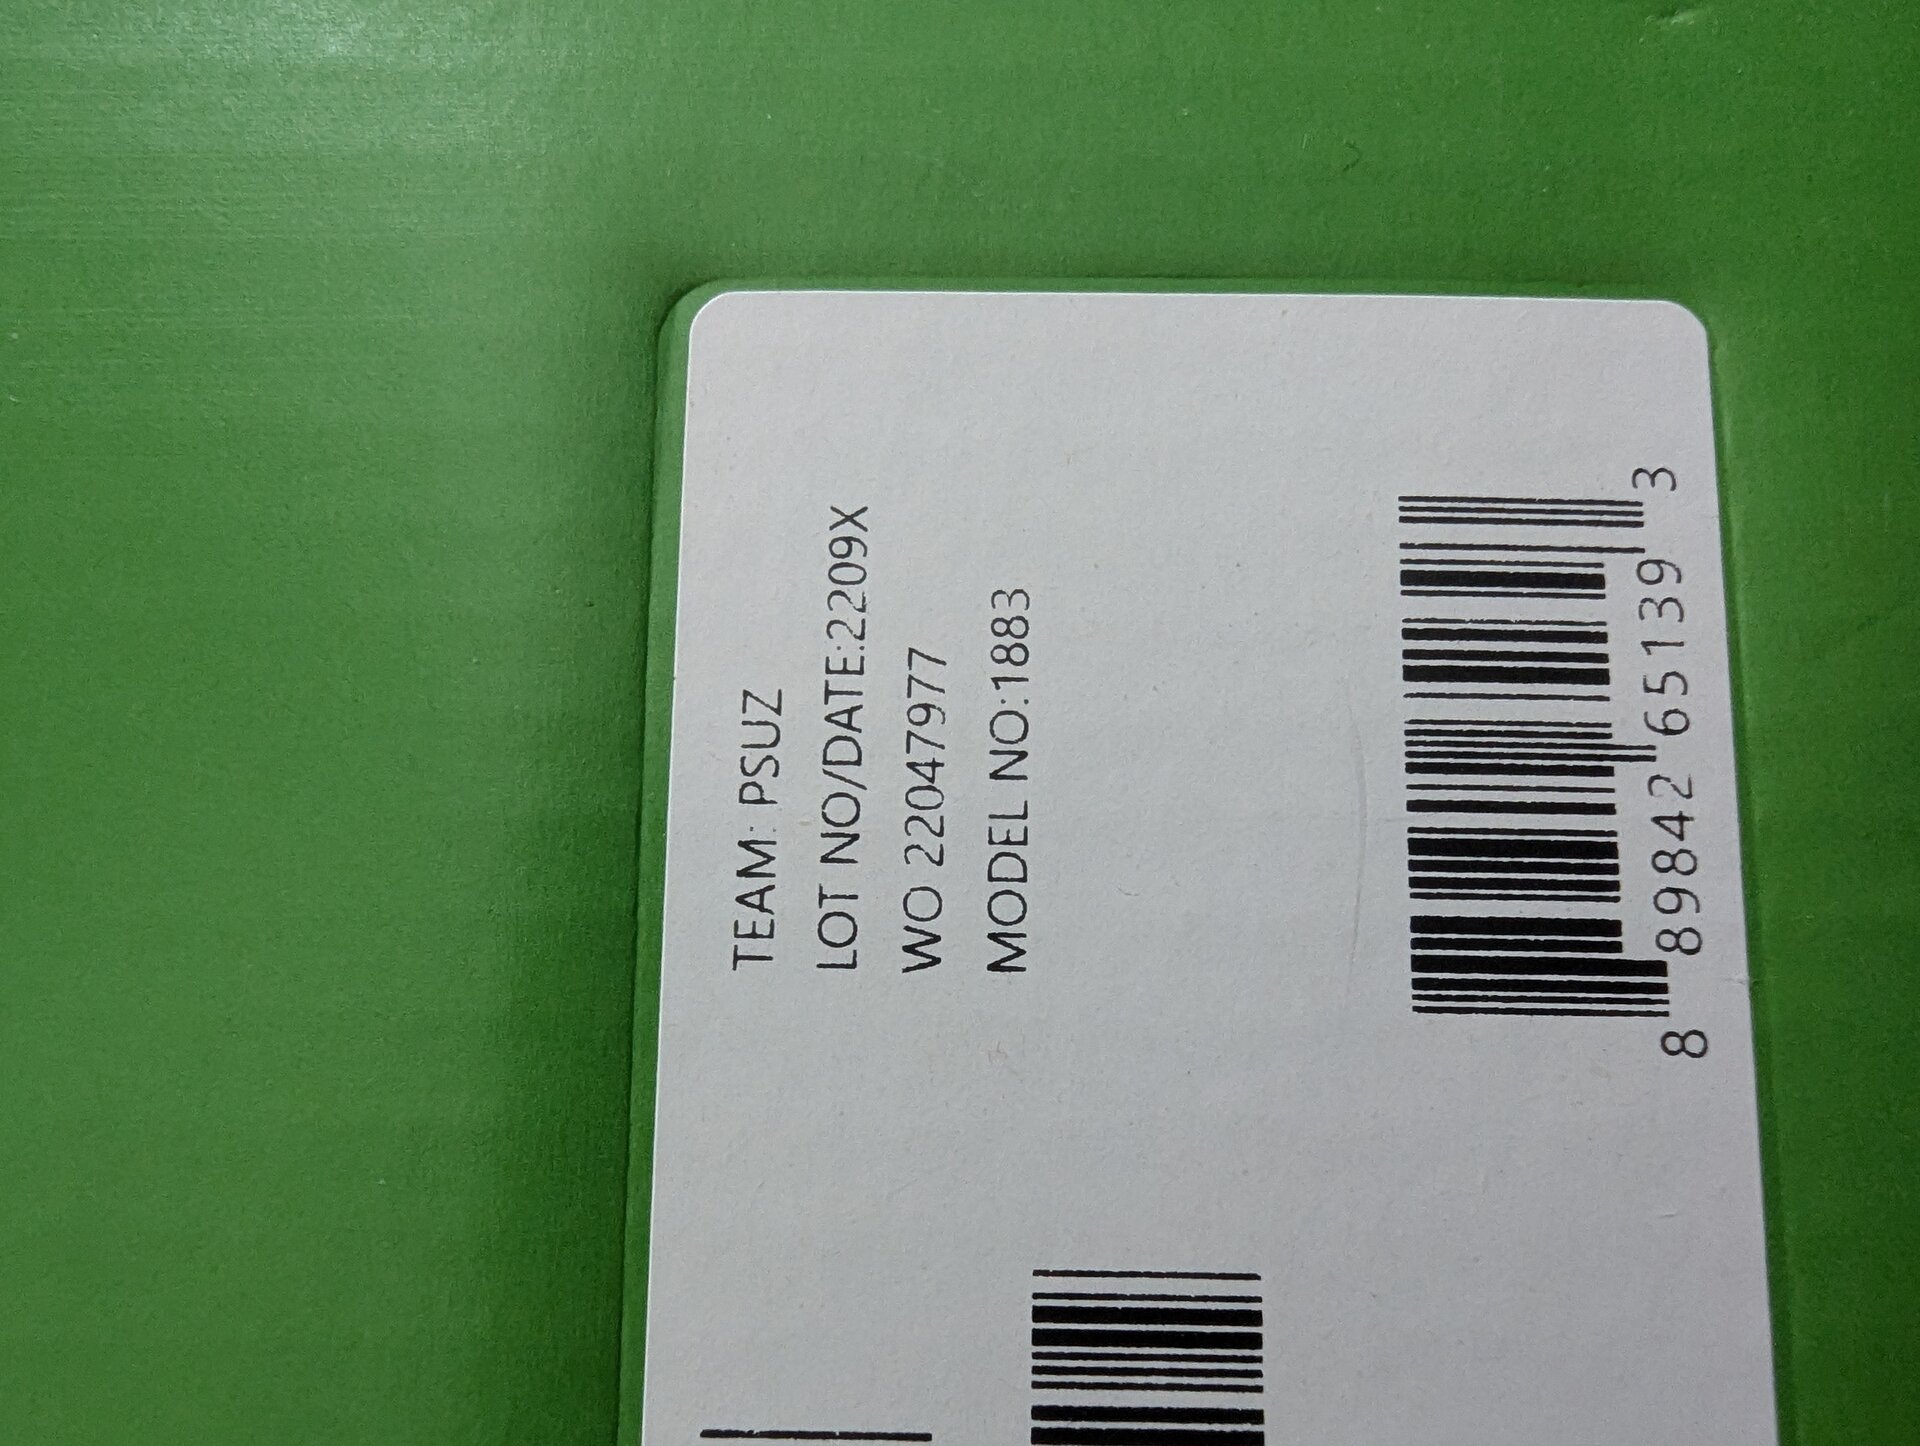 TEAM: PSUZ
LOT NO/DATE:2209X
WO 22047977
MODEL NO:1883
8 89842 65139 3